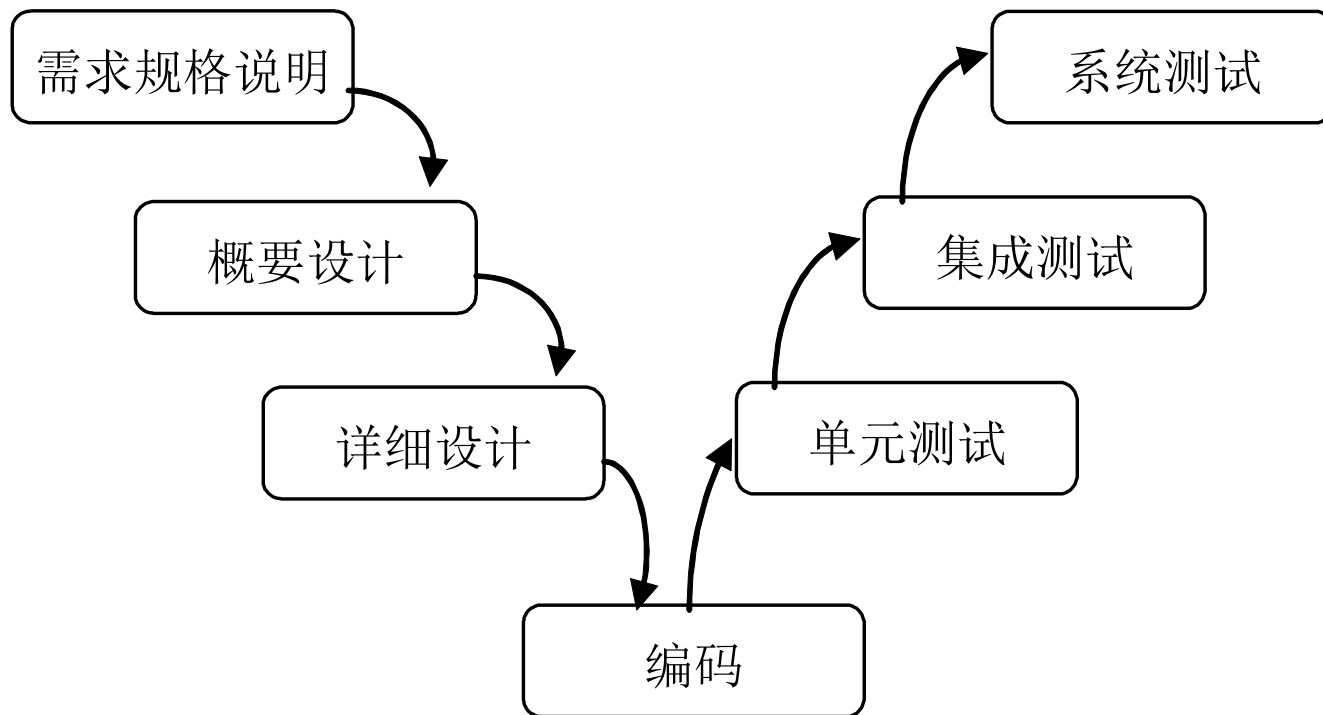 需求规格说明
系统测试
概要设计
集成测试
详细设计
单元测试
编码